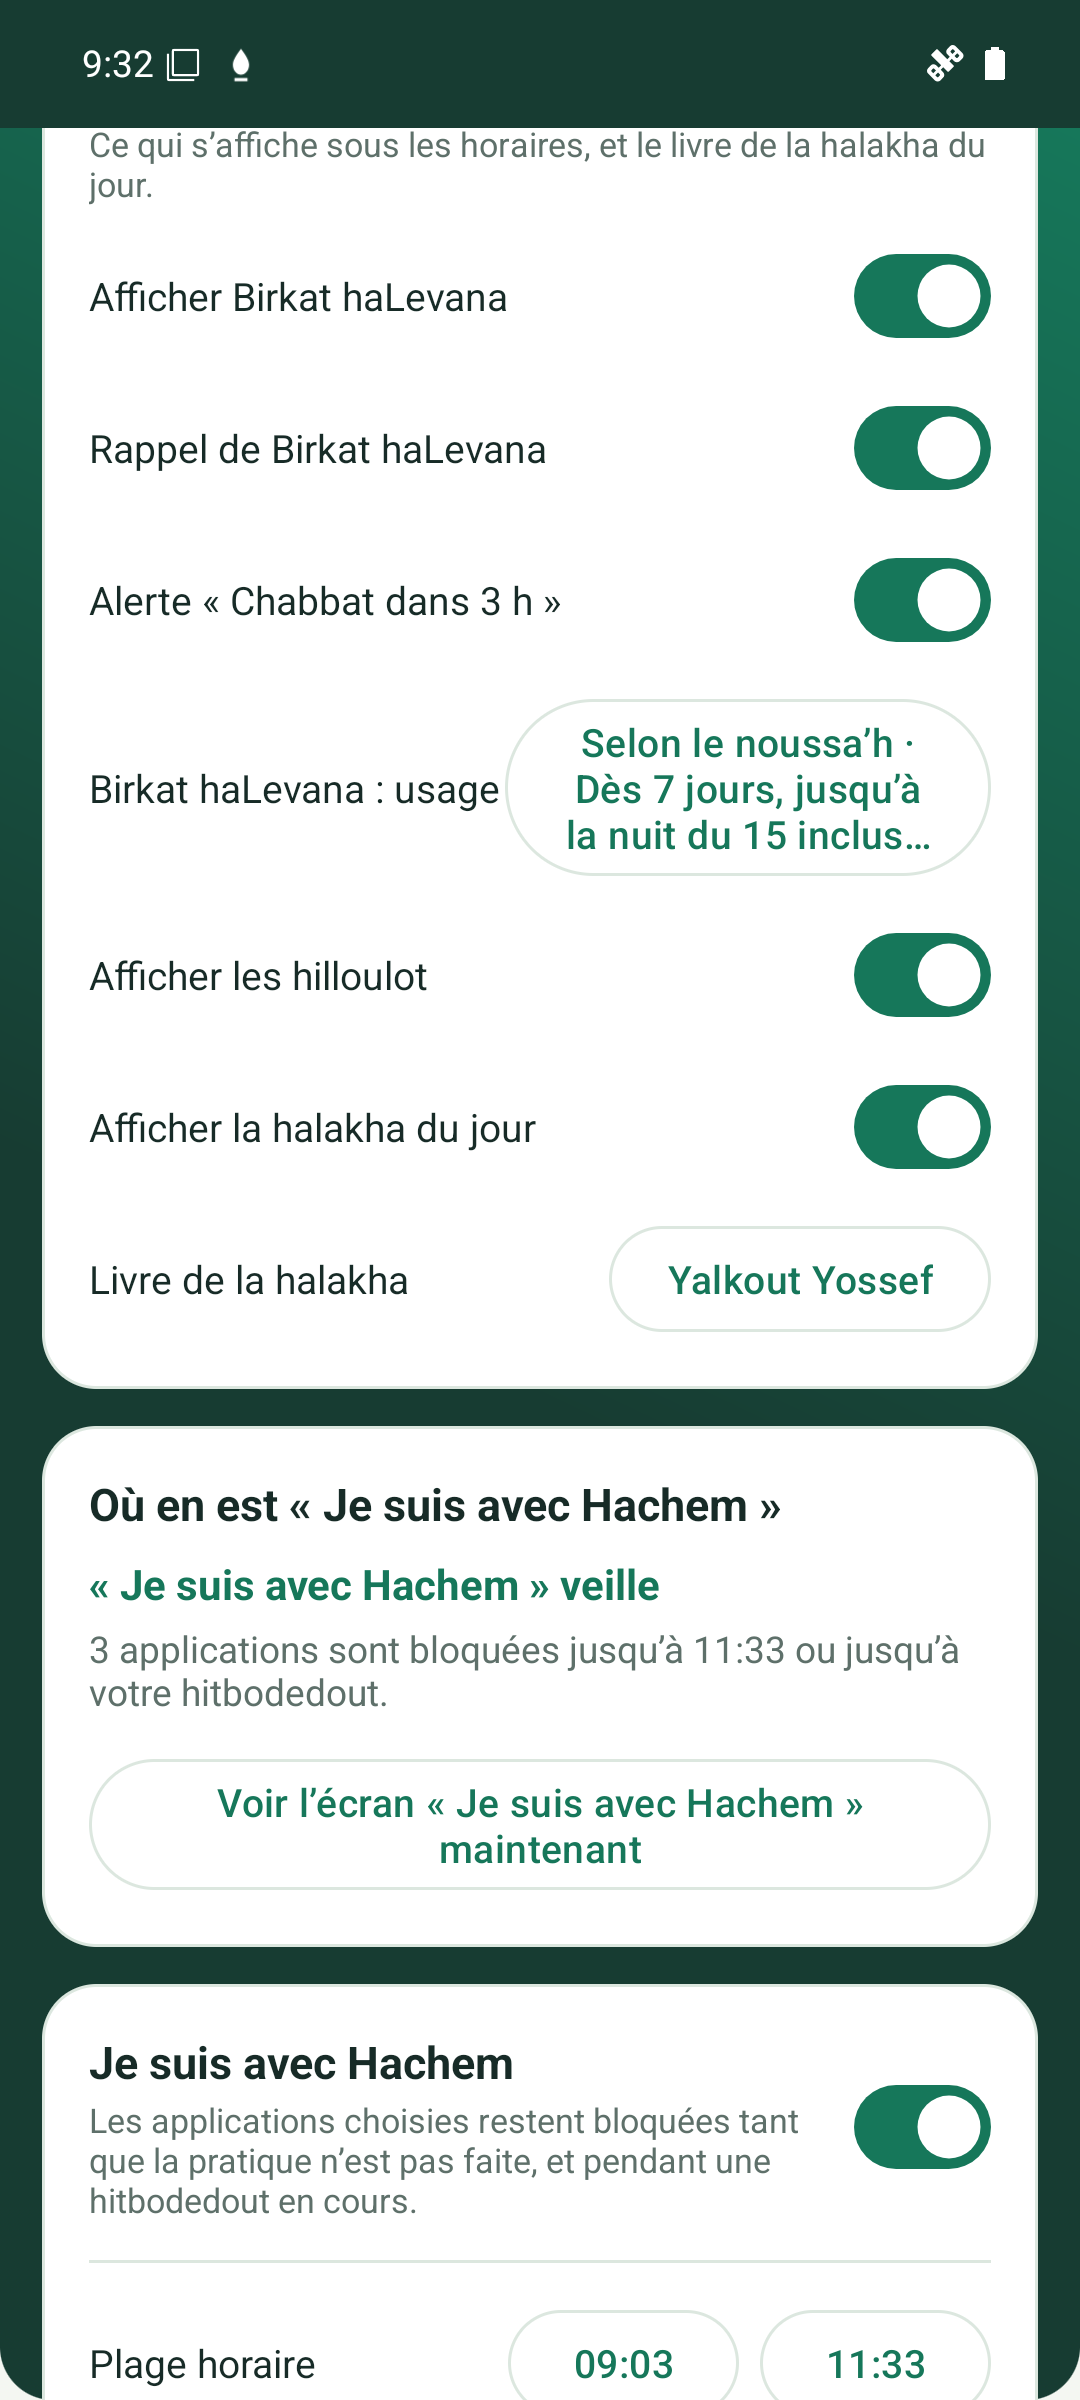 9:32
Ce qui s’affiche sous les horaires, et le livre de la halakha du
jour.
Afficher Birkat haLevana
Rappel de Birkat haLevana
Alerte « Chabbat dans 3 h »
Birkat haLevana : usage
Selon le noussa’h ·
Dès 7 jours, jusqu’à
la nuit du 15 inclus…
Afficher les hilloulot
Afficher la halakha du jour
Livre de la halakha
Yalkout Yossef
Où en est « Je suis avec Hachem »
« Je suis avec Hachem » veille
3 applications sont bloquées jusqu’à 11:33 ou jusqu’à
votre hitbodedout.
Voir l’écran « Je suis avec Hachem »
maintenant
Je suis avec Hachem
Les applications choisies restent bloquées tant
que la pratique n’est pas faite, et pendant une
hitbodedout en cours.
Plage horaire
09:03
11:33